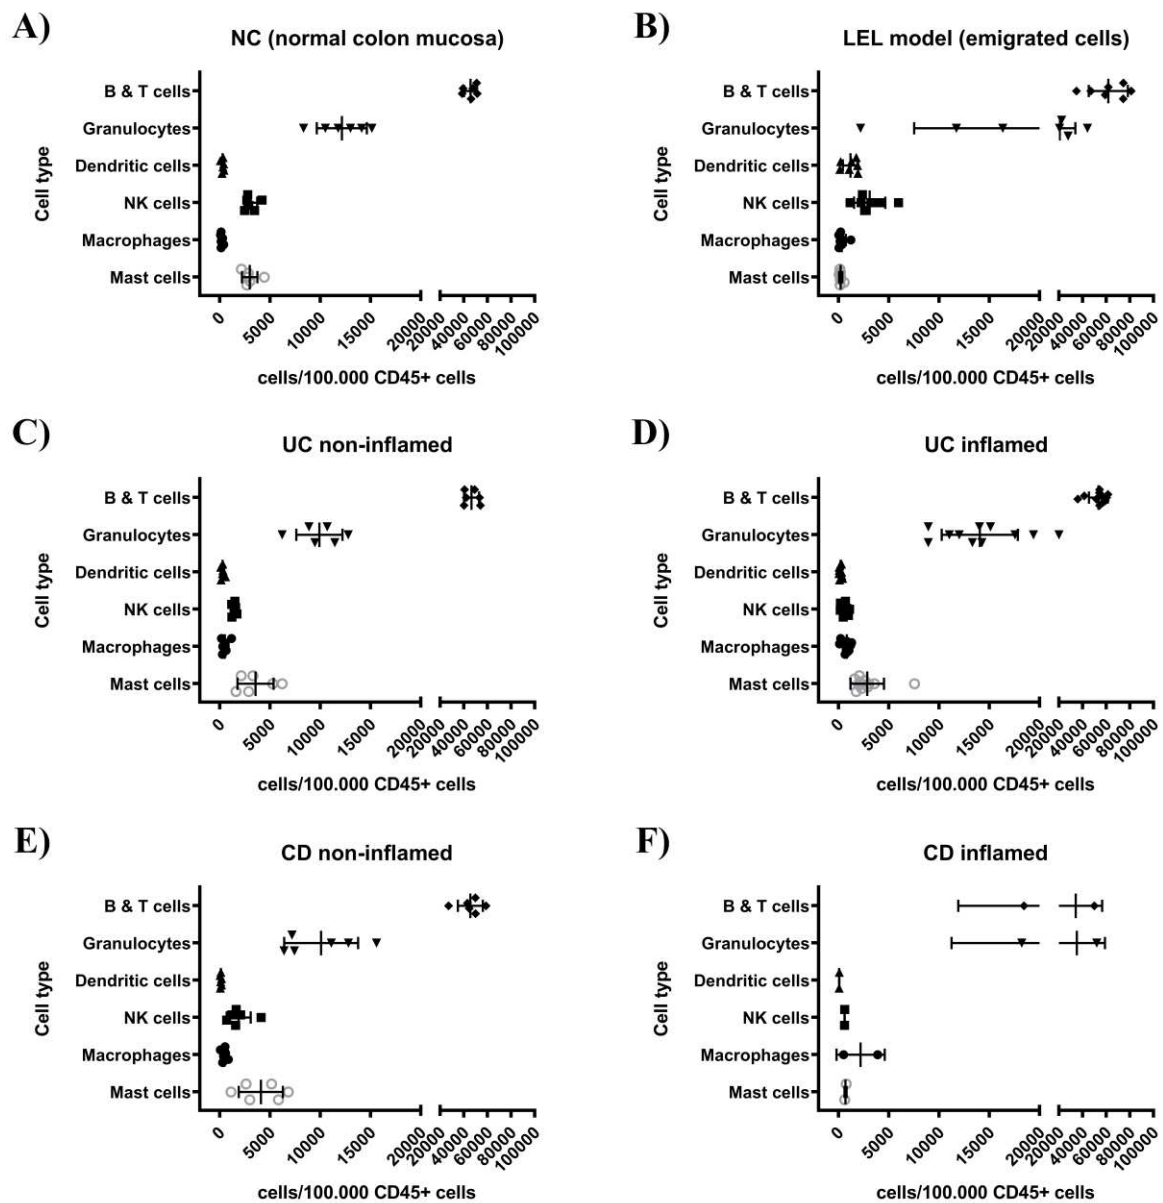 A)
NC (normal colon mucosa)
Cell type
B & T cells
Granulocytes
Dendritic cells
NK cells
Macrophages
Mast cells
0 5000 10000 15000 20000 20000 40000 60000 80000 100000
cells/100.000 CD45+ cells
B)
LEL model (emigrated cells)
Cell type
B & T cells
Granulocytes
Dendritic cells
NK cells
Macrophages
Mast cells
0 5000 10000 15000 20000 20000 40000 60000 80000 100000
cells/100.000 CD45+ cells
C)
UC non-inflamed
Cell type
B & T cells
Granulocytes
Dendritic cells
NK cells
Macrophages
Mast cells
0 5000 10000 15000 20000 20000 40000 60000 80000 100000
cells/100.000 CD45+ cells
D)
UC inflamed
Cell type
B & T cells
Granulocytes
Dendritic cells
NK cells
Macrophages
Mast cells
0 5000 10000 15000 20000 20000 40000 60000 80000 100000
cells/100.000 CD45+ cells
E)
CD non-inflamed
Cell type
B & T cells
Granulocytes
Dendritic cells
NK cells
Macrophages
Mast cells
0 5000 10000 15000 20000 20000 40000 60000 80000 100000
cells/100.000 CD45+ cells
F)
CD inflamed
Cell type
B & T cells
Granulocytes
Dendritic cells
NK cells
Macrophages
Mast cells
0 5000 10000 15000 20000 20000 40000 60000 80000 100000
cells/100.000 CD45+ cells